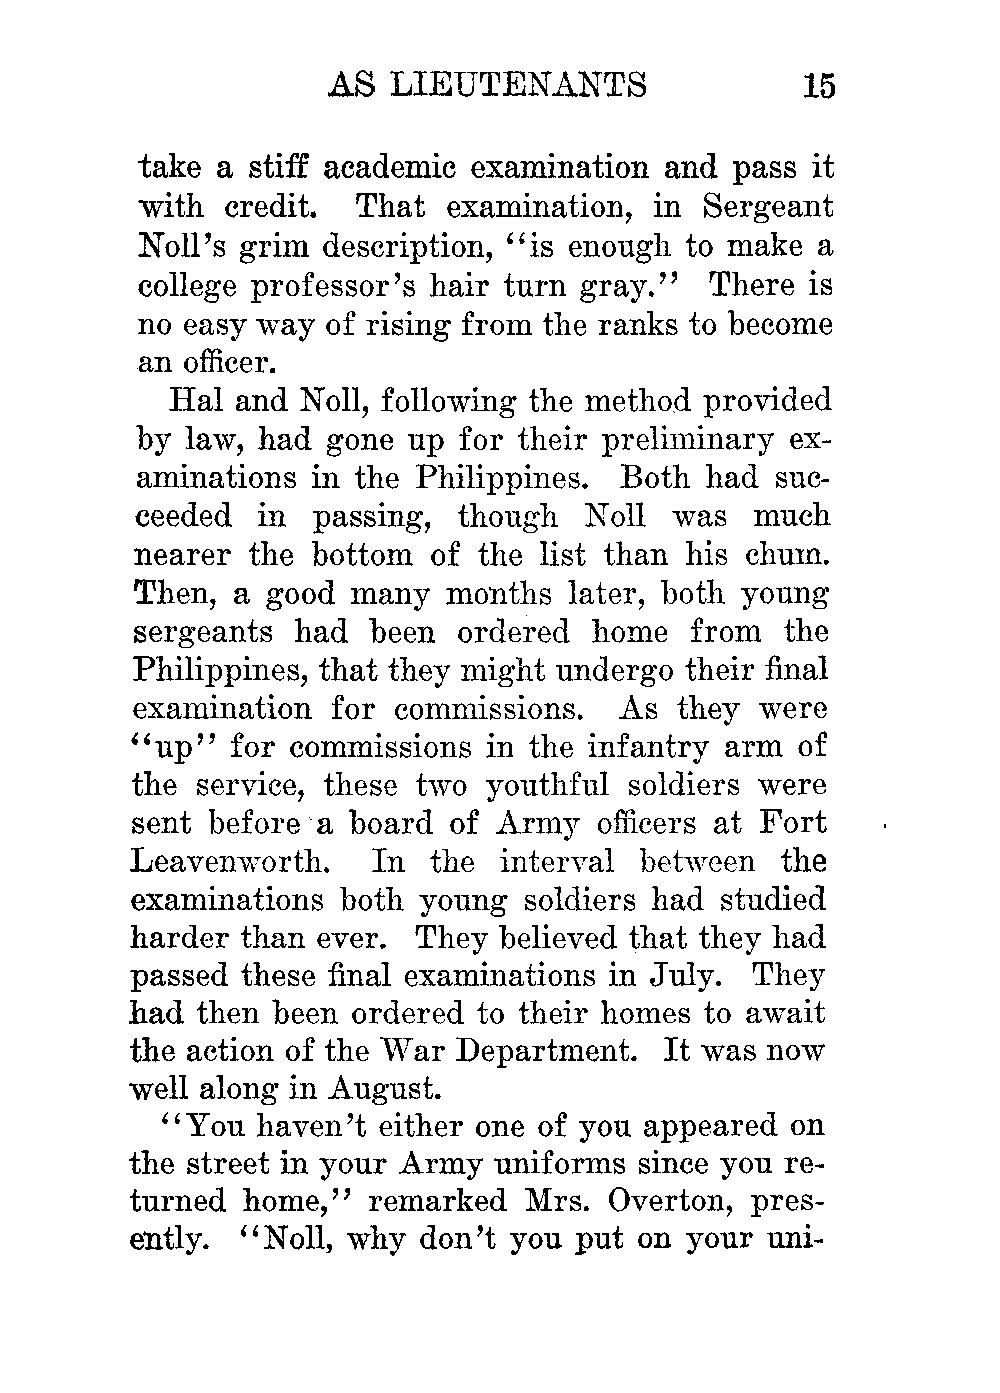 AS LIEUTENANTS 15
take a stiff academic examination and pass it
with credit. That examination, in Sergeant
Noll's grim description, "is enough to make a
college professor's hair turn gray." There is
no easy way of rising from the ranks to become
an officer.
Hal and Noll, following the method provided
by law, had gone up for their preliminary ex-
aminations in the Philippines. Both had suc-
ceeded in passing, though Noll was much
nearer the bottom of the list than his chum.
Then, a good many months later, both young
sergeants had been ordered home from the
Philippines, that they might undergo their final
examination for commissions. As they were
"up" for commissions in the infantry arm of
the service, these two youthful soldiers were
sent before a board of Army officers at Fort
Leavenworth. In the interval between the
examinations both young soldiers had studied
harder than ever. They believed that they had
passed these final examinations in July. They
had then been ordered to their homes to await
the action of the War Department. It was now
well along in August.
"You haven't either one of you appeared on
the street in your Army uniforms since you re-
turned home," remarked Mrs. Overton, pres-
ently. "Noll, why don't you put on your uni-